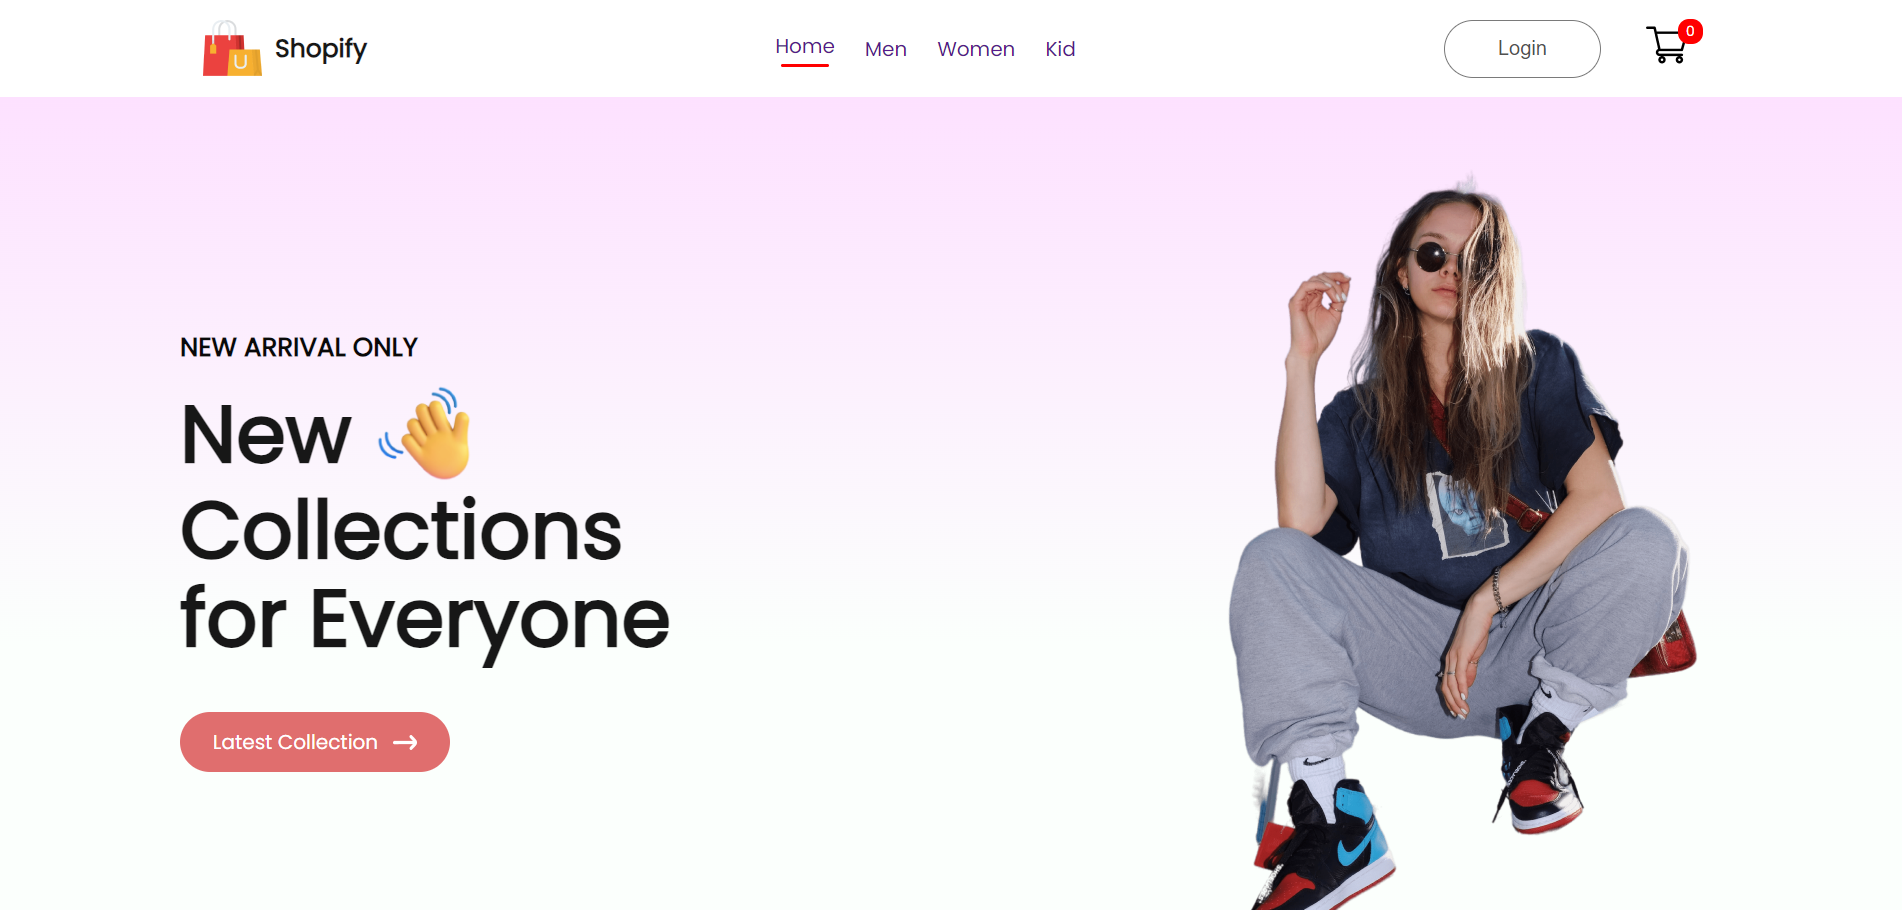 U
Shopify
Home
Men
Women
Kid
Login
0
NEW ARRIVAL ONLY
New
Collections
for Everyone
Latest Collection